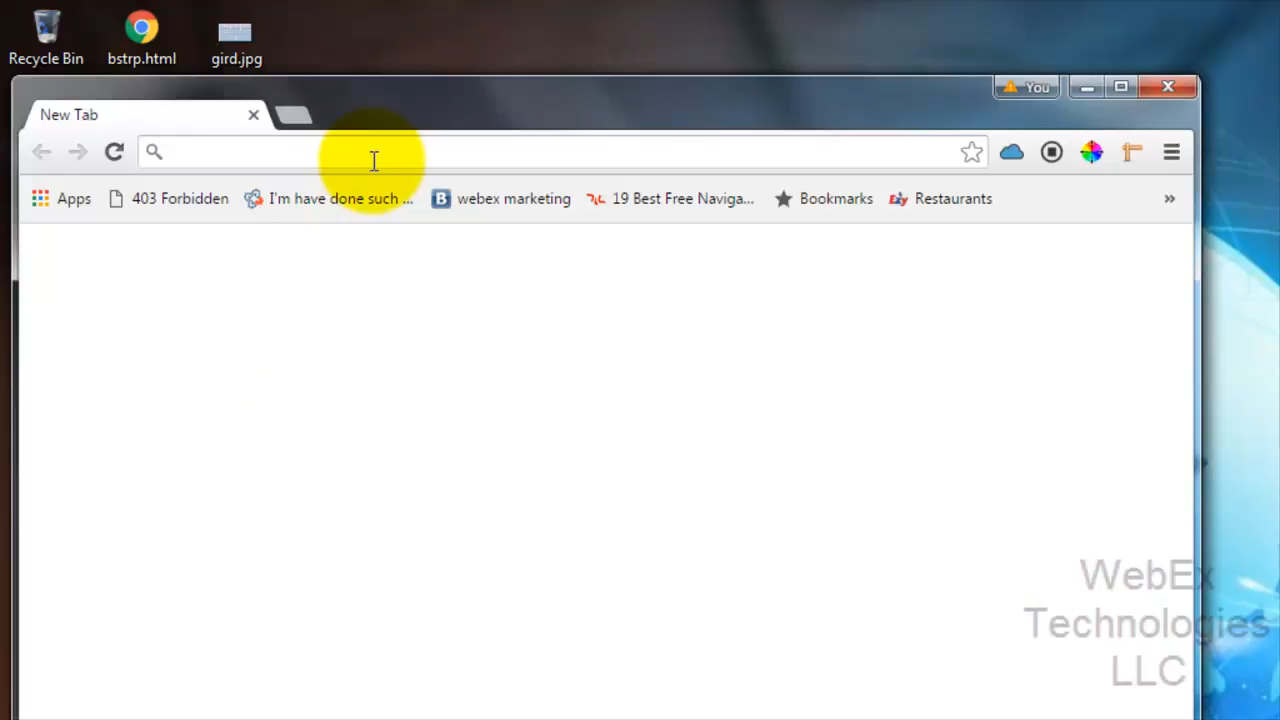 Recycle Bin
bstrp.html
gird.jpg
You
New Tab
Apps
403 Forbidden
I'm have done such ...
webex marketing
19 Best Free Naviga...
Bookmarks
Restaurants
»
WebEx
Technologies
LLC